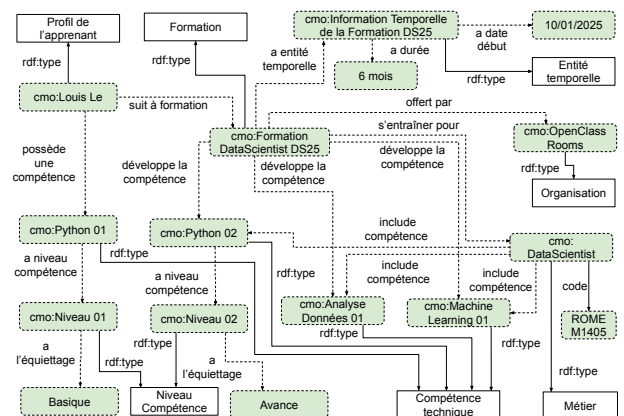 Profil de
l'apprenant
Formation
cmo:Information Temporelle
de la Formation DS25
a date
début
10/01/2025
rdf:type
rdf:type
a entité
temporelle
a durée
6 mois
rdf:type
Entité
temporelle
cmo:Louis Le
suit à formation
offert par
cmo:Formation
DataScientist DS25
s'entraîner pour
cmo:OpenClass
Rooms
possède
une
compétence
développe la
compétence
développe la
compétence
développe la
compétence
rdf:type
Organisation
cmo:Python 01
cmo:Python 02
include
compétence
cmo:
DataScientist
rdf:type
a niveau
compétence
a niveau
compétence
rdf:type
include
compétence
include
compétence
code
cmo:Niveau 01
cmo:Niveau 02
cmo:Analyse
Données 01
cmo:Machine
Learning 01
ROME
M1405
rdf:type
rdf:type
a
l'équiettage
rdf:type
rdf:type
a
l'équiettage
rdf:type
Basique
Niveau
Compétence
Avance
Compétence
technique
Métier